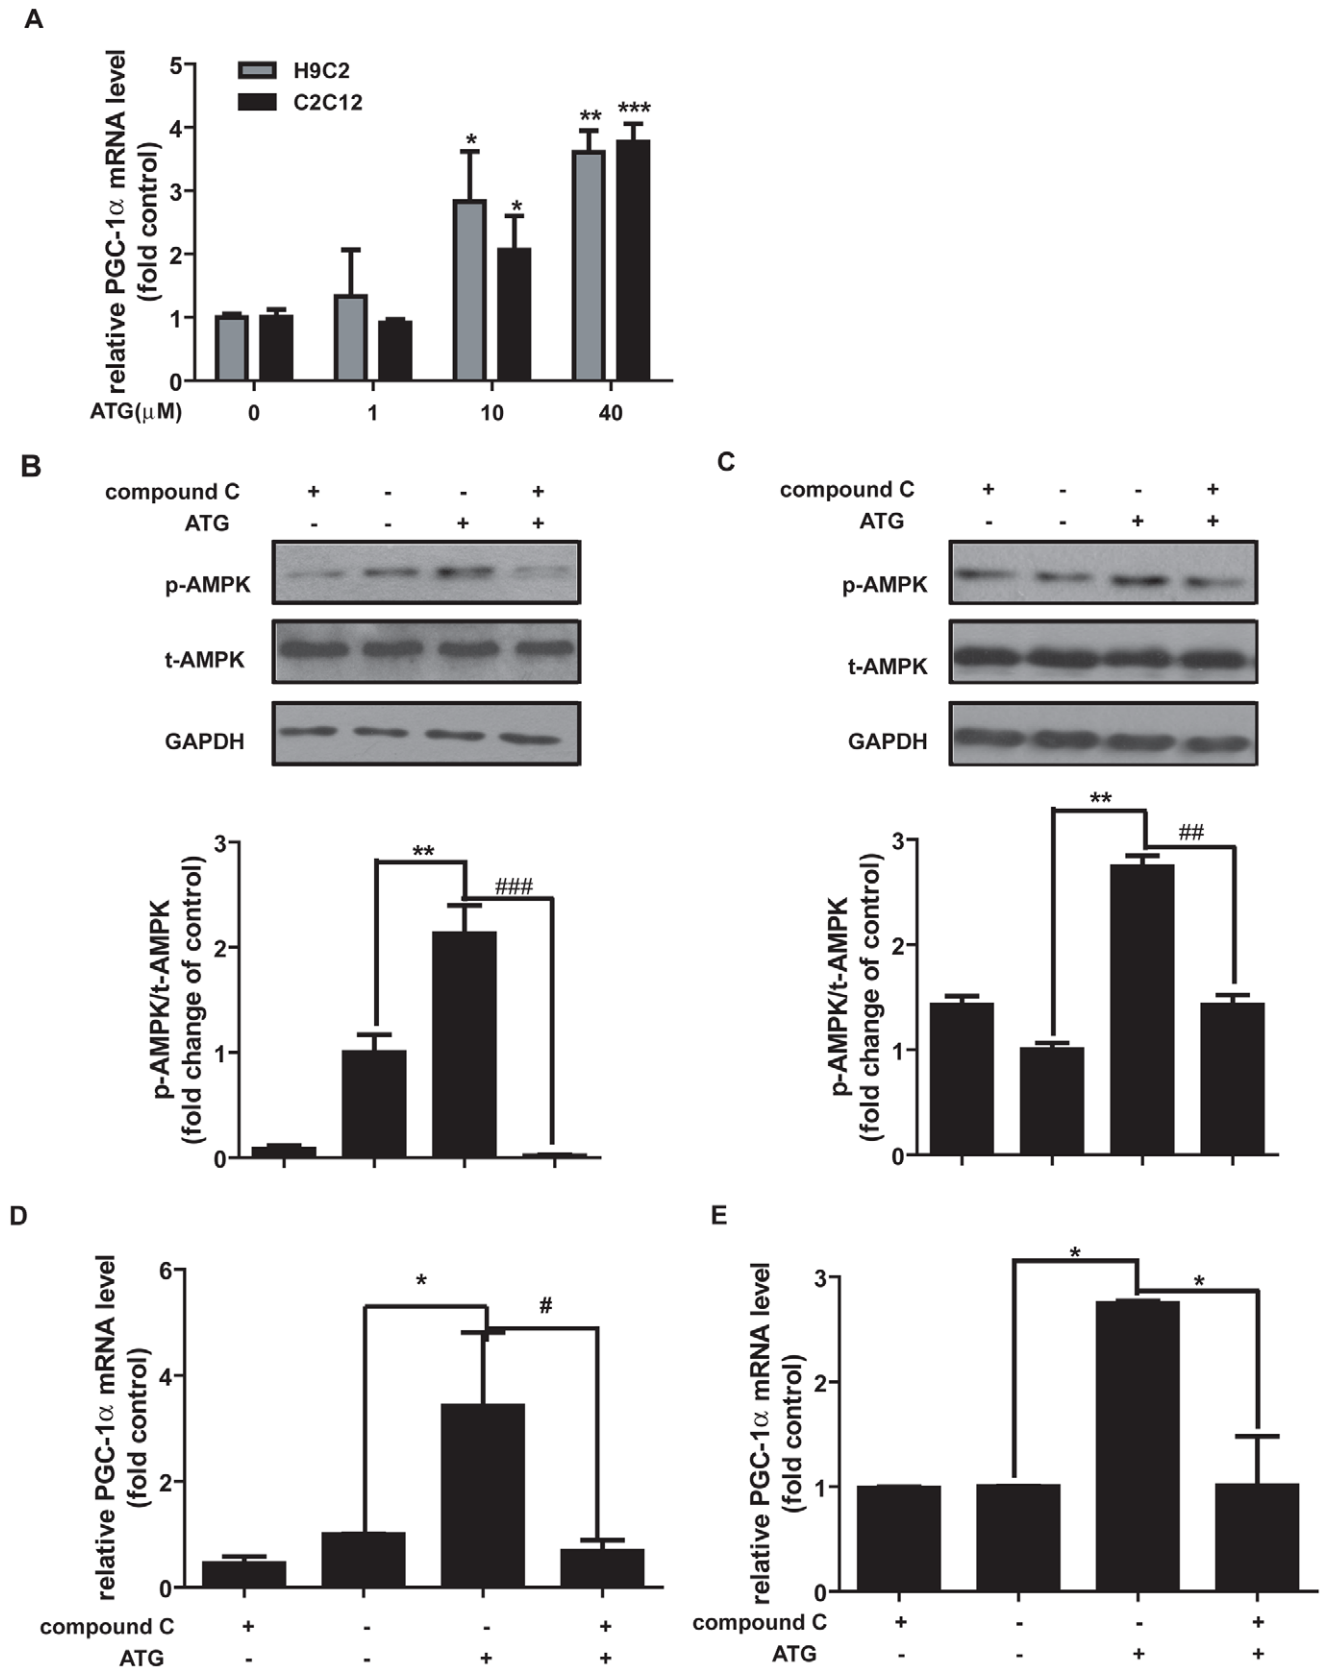 A
relative PGC-1α mRNA level
(fold control)
5
4
3
2
1
0
H9C2
C2C12
*
*
**
***
ATG(μM)
0 1 10 40
B
compound C + - - +
ATG - - + +
p-AMPK
t-AMPK
GAPDH
p-AMPK/t-AMPK
(fold change of control)
3
2
1
0
**
###
C
compound C + - - +
ATG - - + +
p-AMPK
t-AMPK
GAPDH
p-AMPK/t-AMPK
(fold change of control)
3
2
1
0
**
##
D
relative PGC-1α mRNA level
(fold control)
6
4
2
0
*
#
compound C + - - +
ATG - - + +
E
relative PGC-1α mRNA level
(fold control)
3
2
1
0
*
*
compound C + - - +
ATG - - + +